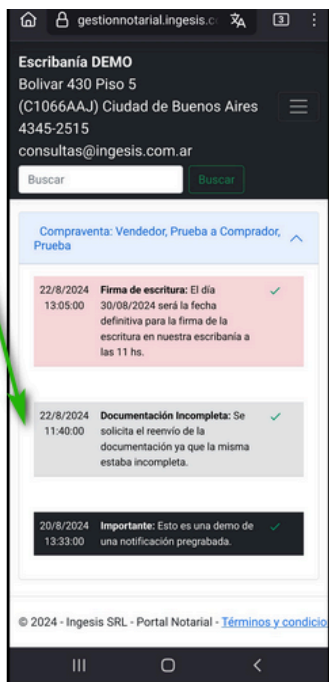 gestionnotarial.ingesis.c
3
Escribanía DEMO
Bolivar 430 Piso 5
(C1066AAJ) Ciudad de Buenos Aires
4345-2515
consultas@ingesis.com.ar
Buscar
Buscar
Compraventa: Vendedor, Prueba a Comprador,
Prueba
22/8/2024
13:05:00
Firma de escritura: El día
30/08/2024 será la fecha
definitiva para la firma de la
escritura en nuestra escribanía a
las 11 hs.
22/8/2024
11:40:00
Documentación Incompleta: Se
solicita el reenvío de la
documentación ya que la misma
estaba incompleta.
20/8/2024
13:33:00
Importante: Esto es una demo de
una notificación pregrabada.
© 2024 - Ingesis SRL - Portal Notarial - Términos y condicio